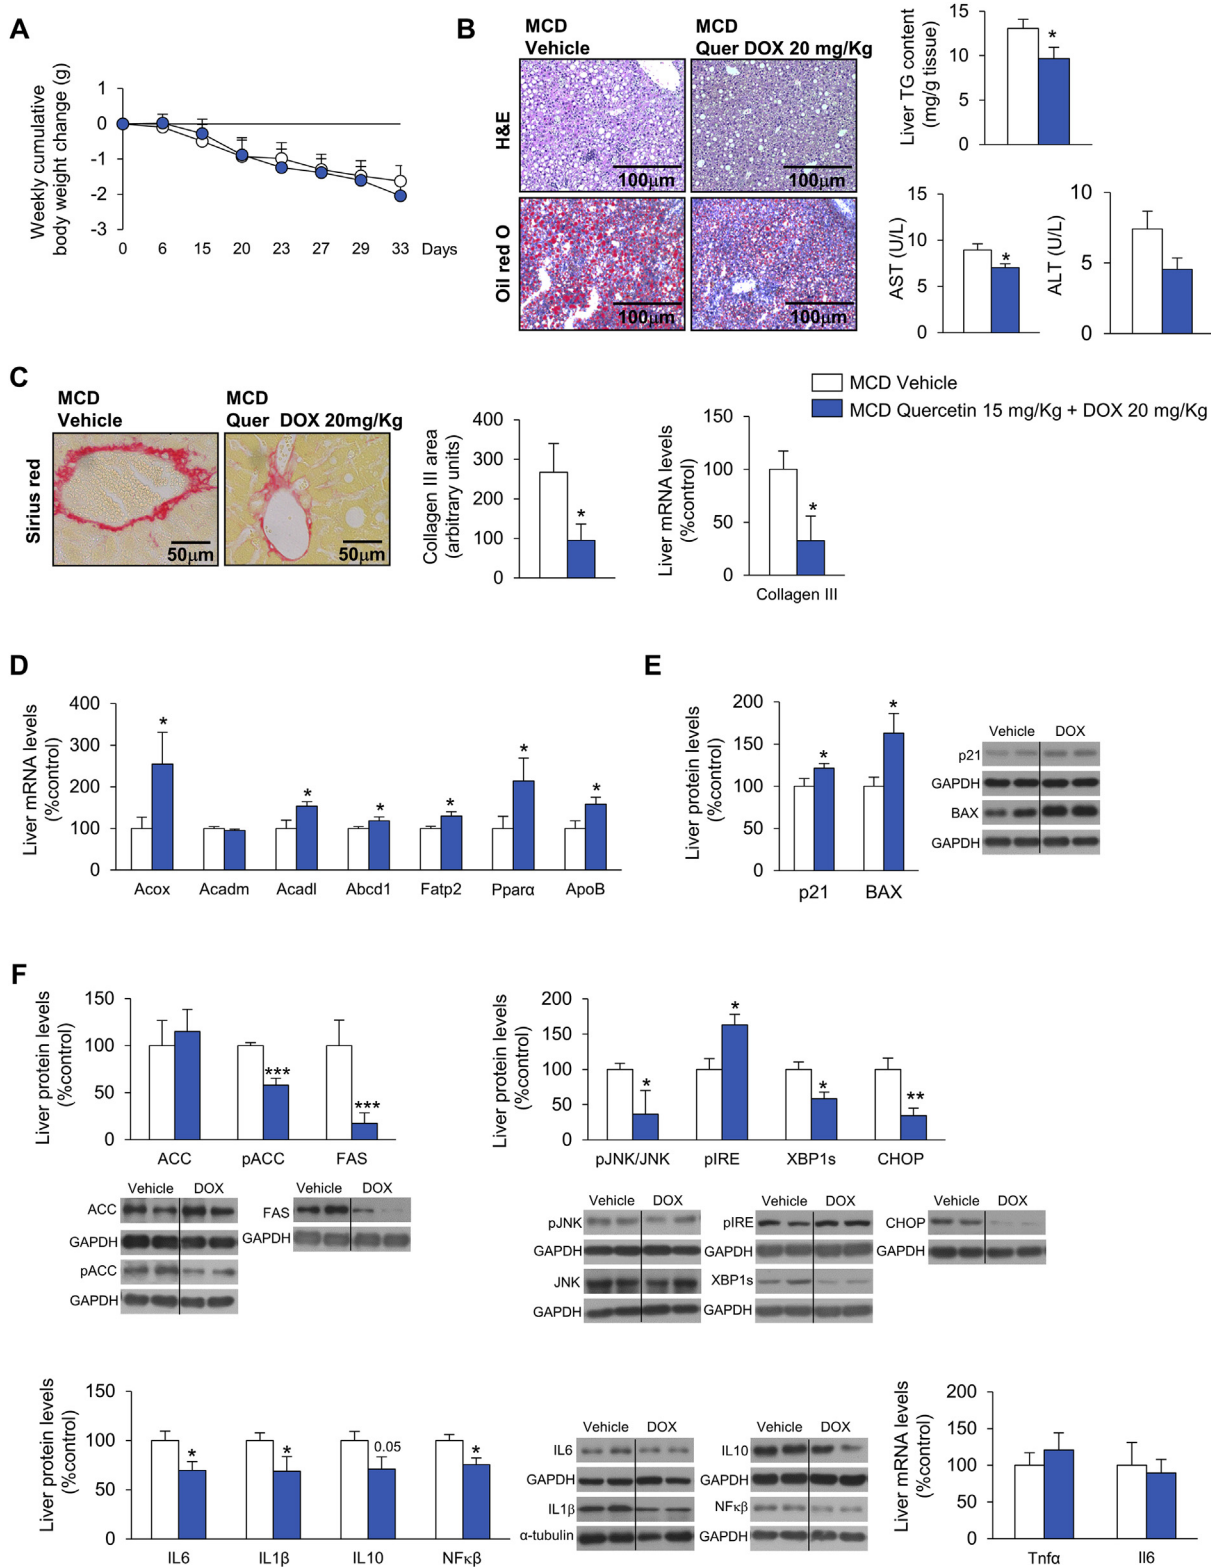 A
Weekly cumulative
body weight change (g)
1
0
-1
-2
-3
0 6 15 20 23 27 29 33 Days
B
MCD
Vehicle
MCD
Quer DOX 20 mg/Kg
H&E
100μm
100μm
Oil red O
100μm
100μm
Liver TG content
(mg/g tissue)
15
10
5
0
*
AST (U/L)
15
10
5
0
*
ALT (U/L)
10
5
0
MCD Vehicle
MCD Quercetin 15 mg/Kg + DOX 20 mg/Kg
C
MCD
Vehicle
MCD
Quer DOX 20mg/Kg
Sirius red
50μm
50μm
Collagen III area
(arbitrary units)
400
300
200
100
0
*
Liver mRNA levels
(%control)
150
100
50
0
*
Collagen III
D
Liver mRNA levels
(%control)
400
300
200
100
0
* * * * * *
Acox Acadm Acadl Abcd1 Fatp2 Pparα ApoB
E
Liver protein levels
(%control)
200
150
100
50
0
* *
p21 BAX
Vehicle DOX
p21
GAPDH
BAX
GAPDH
F
Liver protein levels
(%control)
150
100
50
0
*** ***
ACC pACC FAS
Vehicle DOX
ACC
GAPDH
pACC
GAPDH
Vehicle DOX
FAS
GAPDH
Liver protein levels
(%control)
200
150
100
50
0
* * * **
pJNK/JNK pIRE XBP1s CHOP
Vehicle DOX
pJNK
GAPDH
JNK
GAPDH
Vehicle DOX
pIRE
GAPDH
XBP1s
GAPDH
Vehicle DOX
CHOP
GAPDH
Liver protein levels
(%control)
150
100
50
0
* * 0.05 *
IL6 IL1β IL10 NFκβ
Vehicle DOX
IL6
GAPDH
IL1β
α-tubulin
Vehicle DOX
IL10
GAPDH
NFκβ
GAPDH
Liver mRNA levels
(%control)
200
150
100
50
0
Tnfα Il6